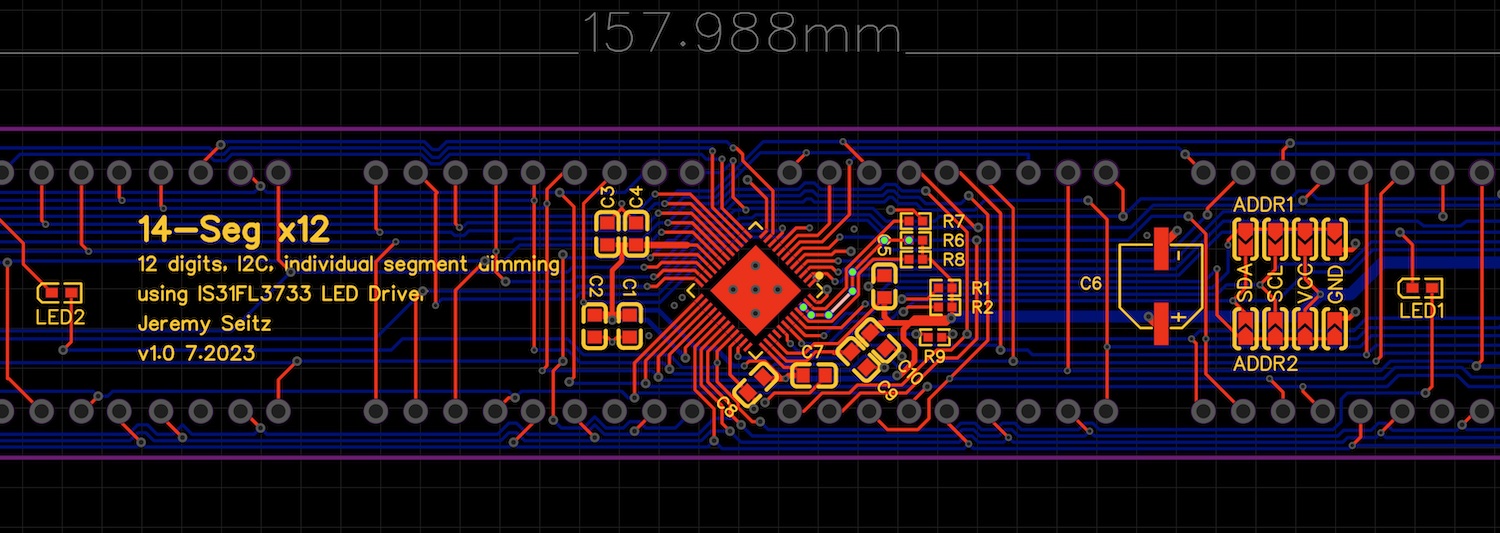 157.988mm
14-Seg x12
12 digits, I2C, individual segment dimming
using IS31FL3733 LED Driver
Jeremy Seitz
v1.0 7.2023
LED2
C3
C4
C2
C1
C5
R7
R6
R8
R1
R2
R9
C7
C8
C10
C9
C6
-
+
ADDR1
SDA
SCL
VCC
GND
ADDR2
LED1